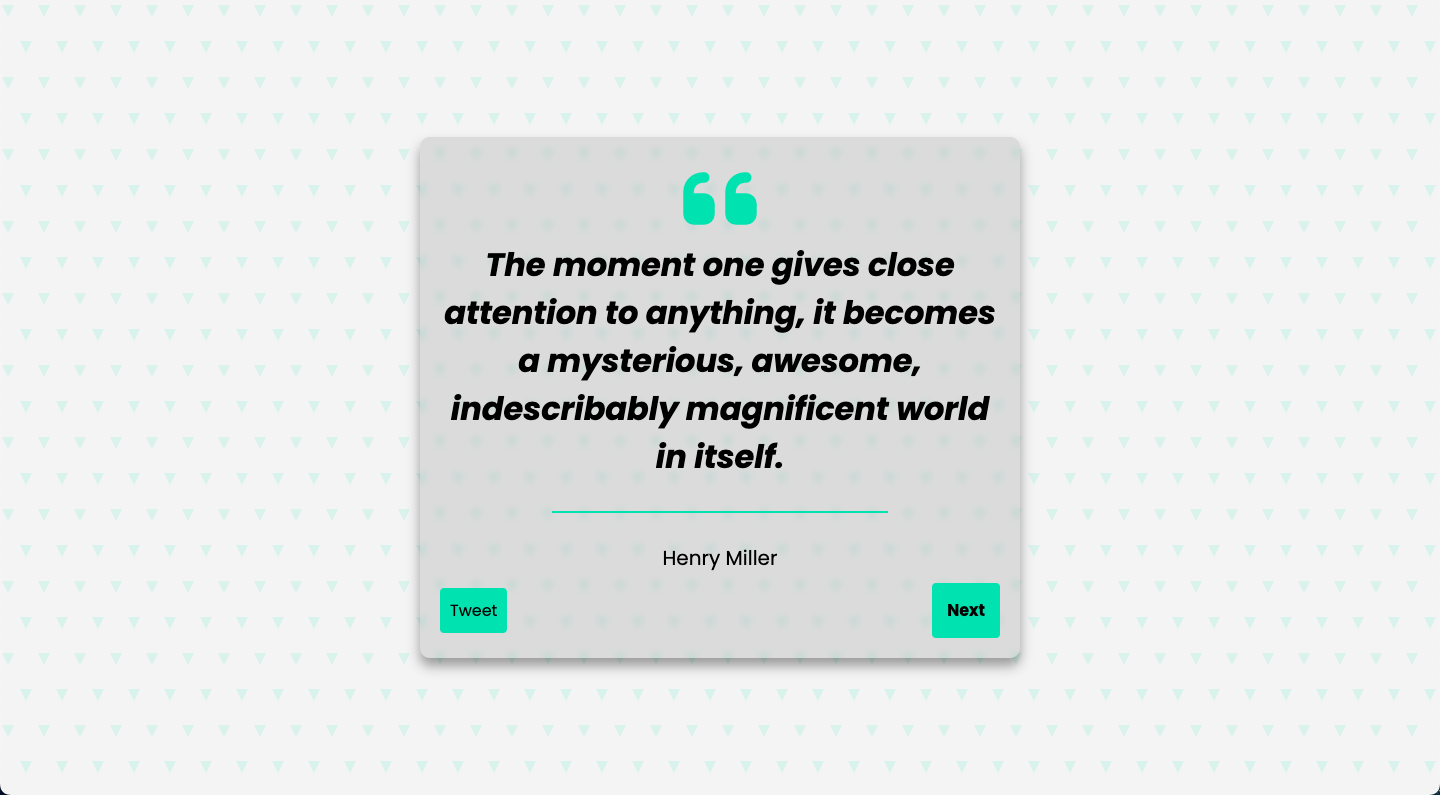 The moment one gives close
attention to anything, it becomes
a mysterious, awesome,
indescribably magnificent world
in itself.
Henry Miller
Tweet
Next